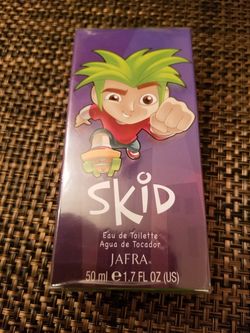 SKID
Eau de Toilette
Agua de Tocador
JAFRA
50 ml ℮ 1.7 FL OZ (US)